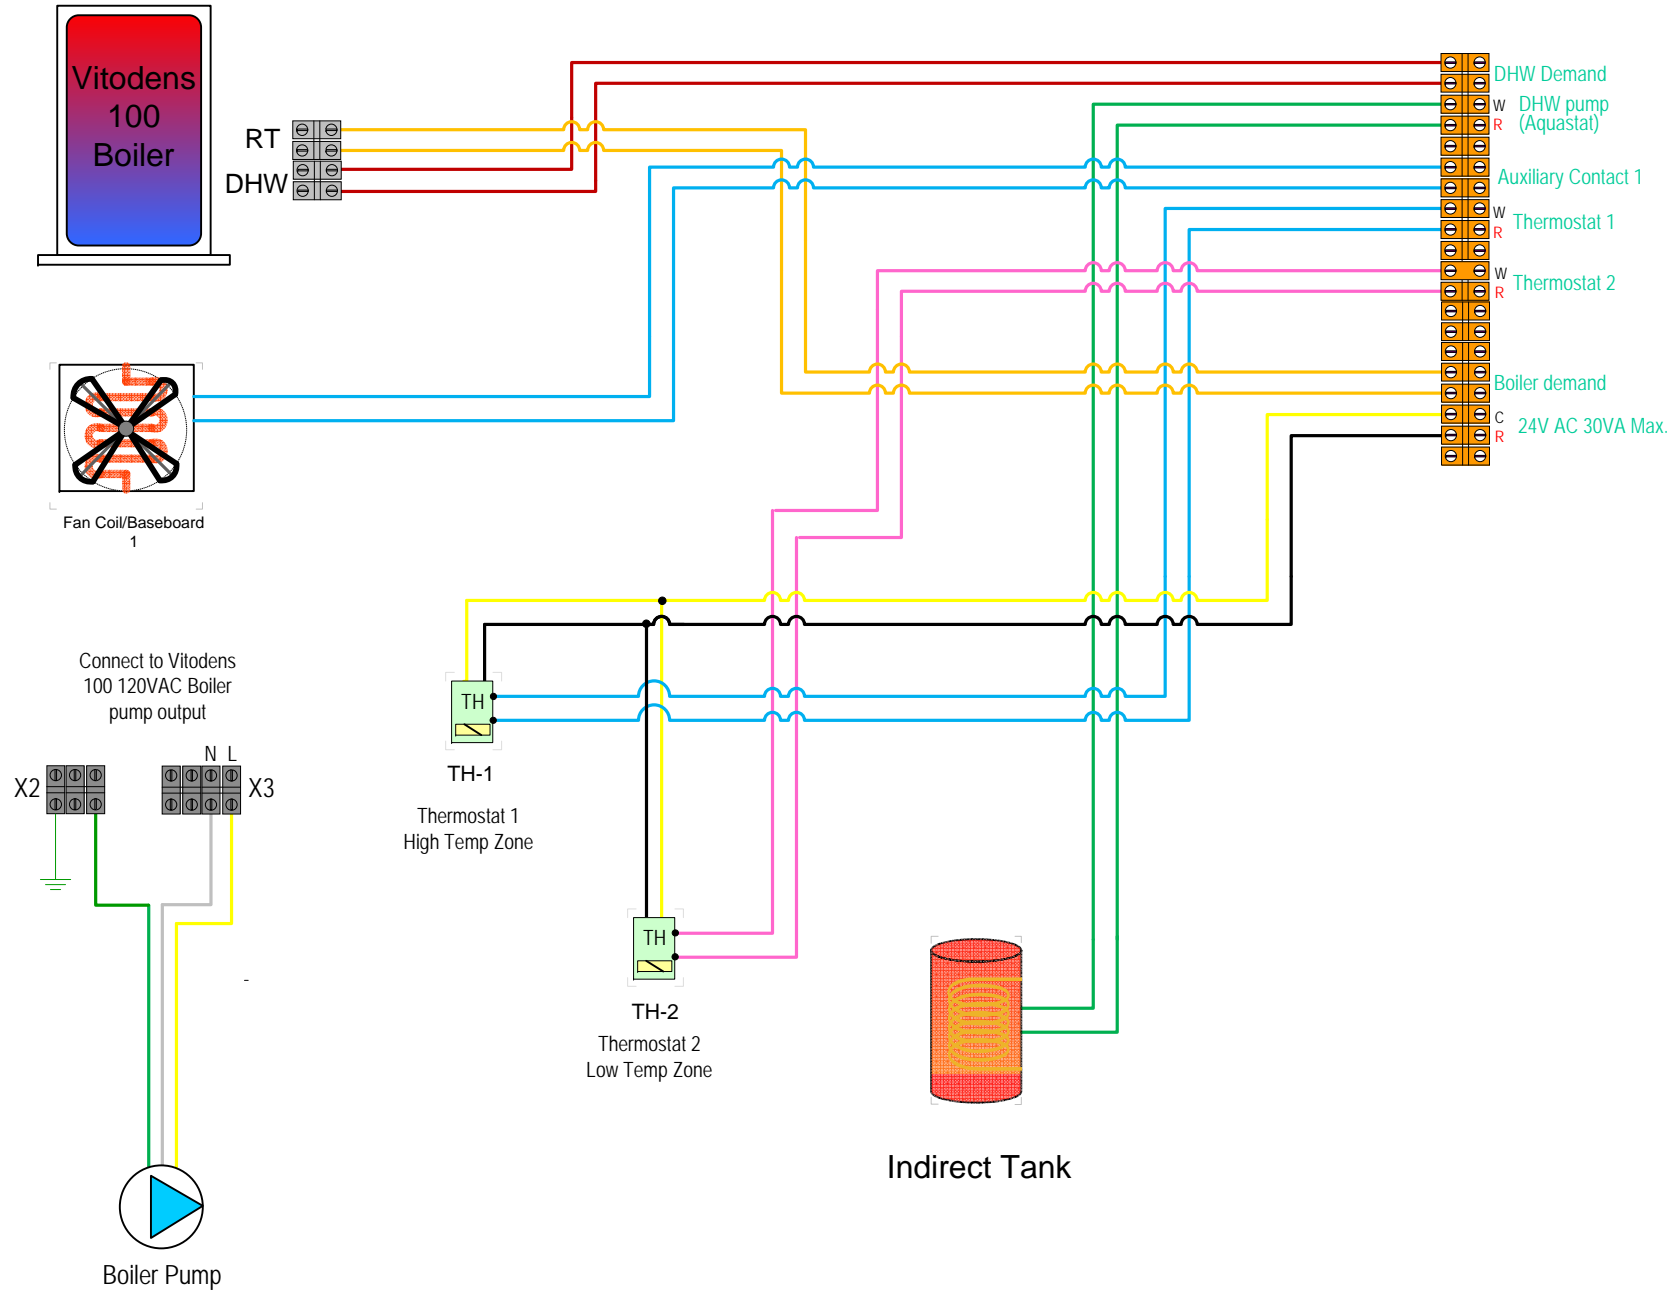 Vitodens
100
Boiler
RT
DHW
DHW Demand
W DHW pump
R (Aquastat)
Auxiliary Contact 1
W
Thermostat 1
R
W
Thermostat 2
R
Boiler demand
C
24V AC 30VA Max.
R
Fan Coil/Baseboard
1
Connect to Vitodens
100 120VAC Boiler
pump output
N L
X2
X3
TH
TH-1
Thermostat 1
High Temp Zone
TH
TH-2
Thermostat 2
Low Temp Zone
-
Indirect Tank
Boiler Pump